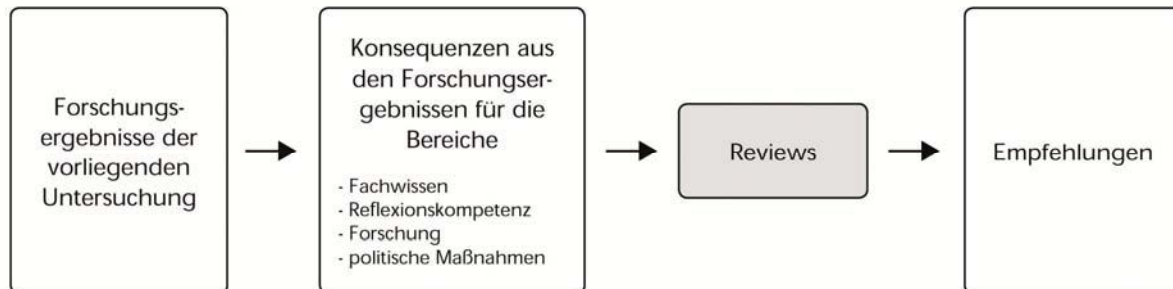 Forschungs-
ergebnisse der
vorliegenden
Untersuchung
Konsequenzen aus
den Forschungser-
gebnissen für die
Bereiche
- Fachwissen
- Reflexionskompetenz
- Forschung
- politische Maßnahmen
Reviews
Empfehlungen